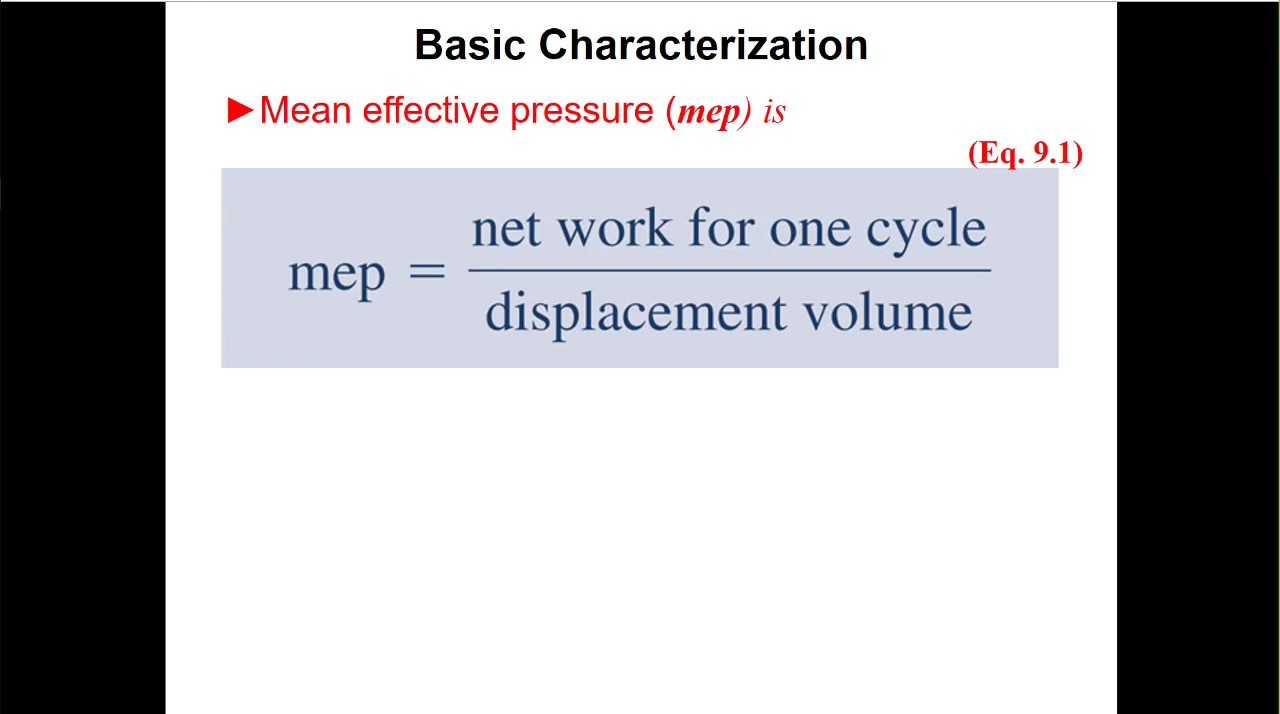 Basic Characterization
►Mean effective pressure (mep) is
(Eq. 9.1)
mep = net work for one cycle
displacement volume